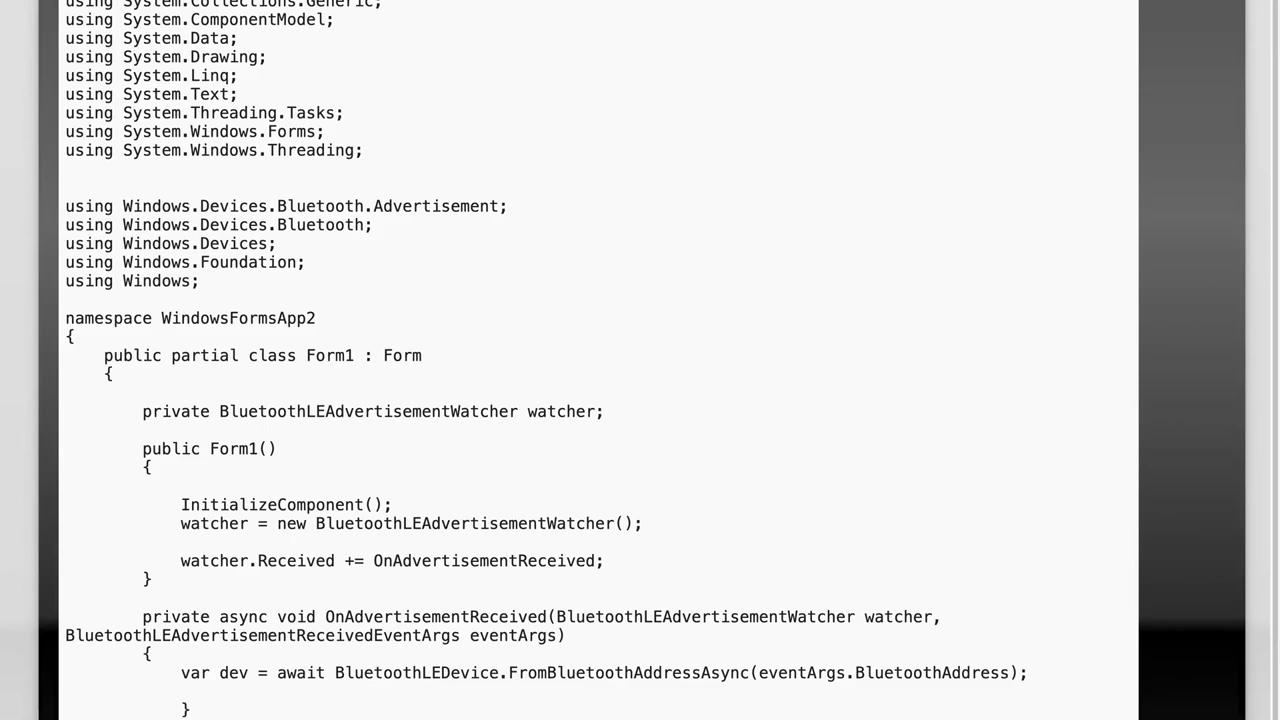 using System.Collections.Generic;
using System.ComponentModel;
using System.Data;
using System.Drawing;
using System.Linq;
using System.Text;
using System.Threading.Tasks;
using System.Windows.Forms;
using System.Windows.Threading;
using Windows.Devices.Bluetooth.Advertisement;
using Windows.Devices.Bluetooth;
using Windows.Devices;
using Windows.Foundation;
using Windows;
namespace WindowsFormsApp2
{
public partial class Form1 : Form
{
private BluetoothLEAdvertisementWatcher watcher;
public Form1()
{
InitializeComponent();
watcher = new BluetoothLEAdvertisementWatcher();
watcher.Received += OnAdvertisementReceived;
}
private async void OnAdvertisementReceived(BluetoothLEAdvertisementWatcher watcher,
BluetoothLEAdvertisementReceivedEventArgs eventArgs)
{
var dev = await BluetoothLEDevice.FromBluetoothAddressAsync(eventArgs.BluetoothAddress);
}